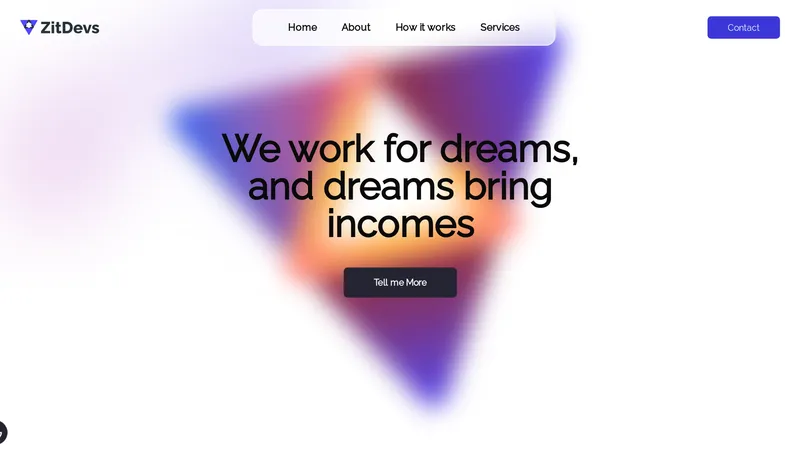 ZitDevs
Home About How it works Services
Contact
We work for dreams,
and dreams bring
incomes
Tell me More